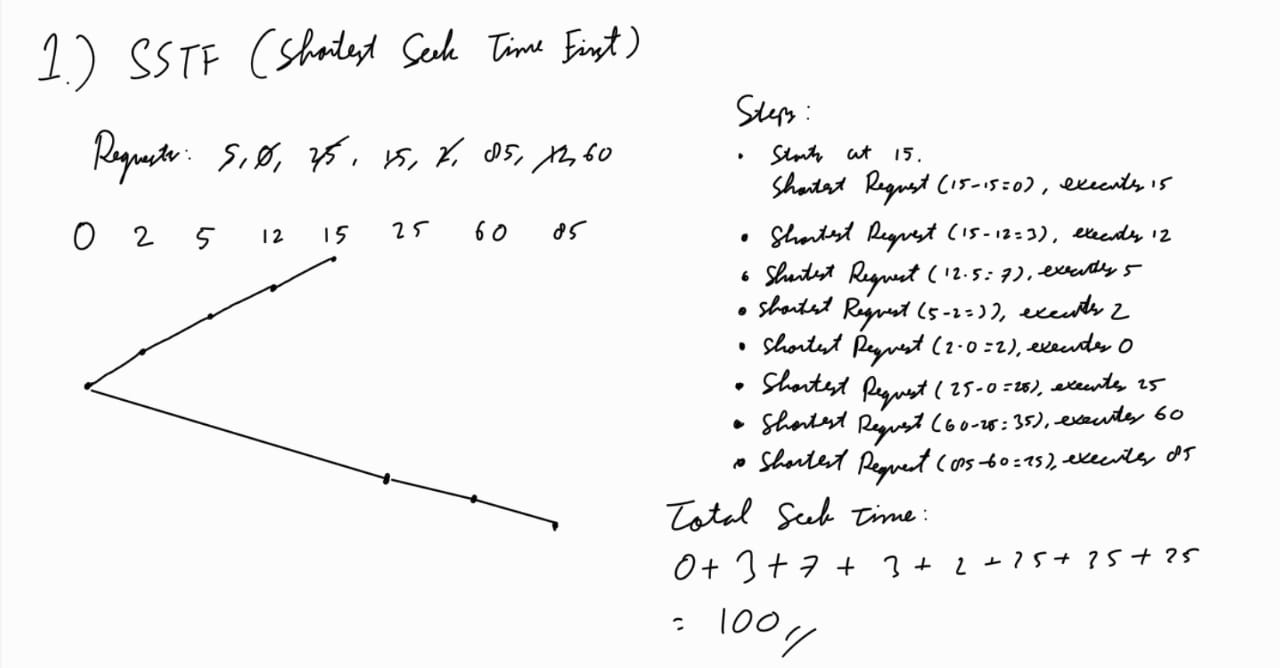 1.) SSTF (Shortest Seek Time First)
Requests: 5, 0, 25, 15, 2, 85, 12, 60
0 2 5 12 15 25 60 85
Steps:
• Starts at 15.
Shortest Request (15-15=0), executes 15
• Shortest Request (15-12=3), executes 12
• Shortest Request (12-5=7), executes 5
• Shortest Request (5-2=3), executes 2
• Shortest Request (2-0=2), executes 0
• Shortest Request (25-0=25), executes 25
• Shortest Request (60-25=35), executes 60
• Shortest Request (85-60=25), executes 85
Total Seek Time:
0+3+7+3+2+25+35+25
= 100//